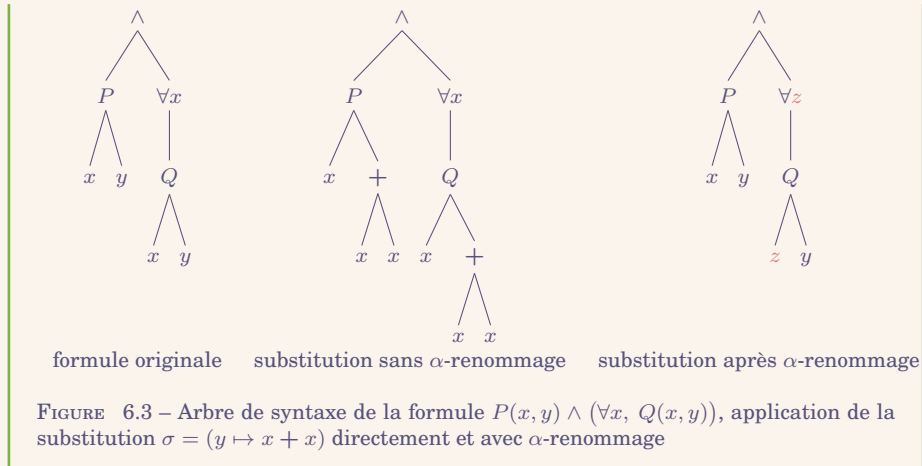 ∧ ∧ ∧
P ∀x P ∀x P ∀z
x y Q x + Q x y Q
x y x x x + z y
x x
formule originale substitution sans α-renommage substitution après α-renommage
FIGURE 6.3 – Arbre de syntaxe de la formule P(x, y) ∧ (∀x, Q(x, y)), application de la
substitution σ = (y ↦ x + x) directement et avec α-renommage